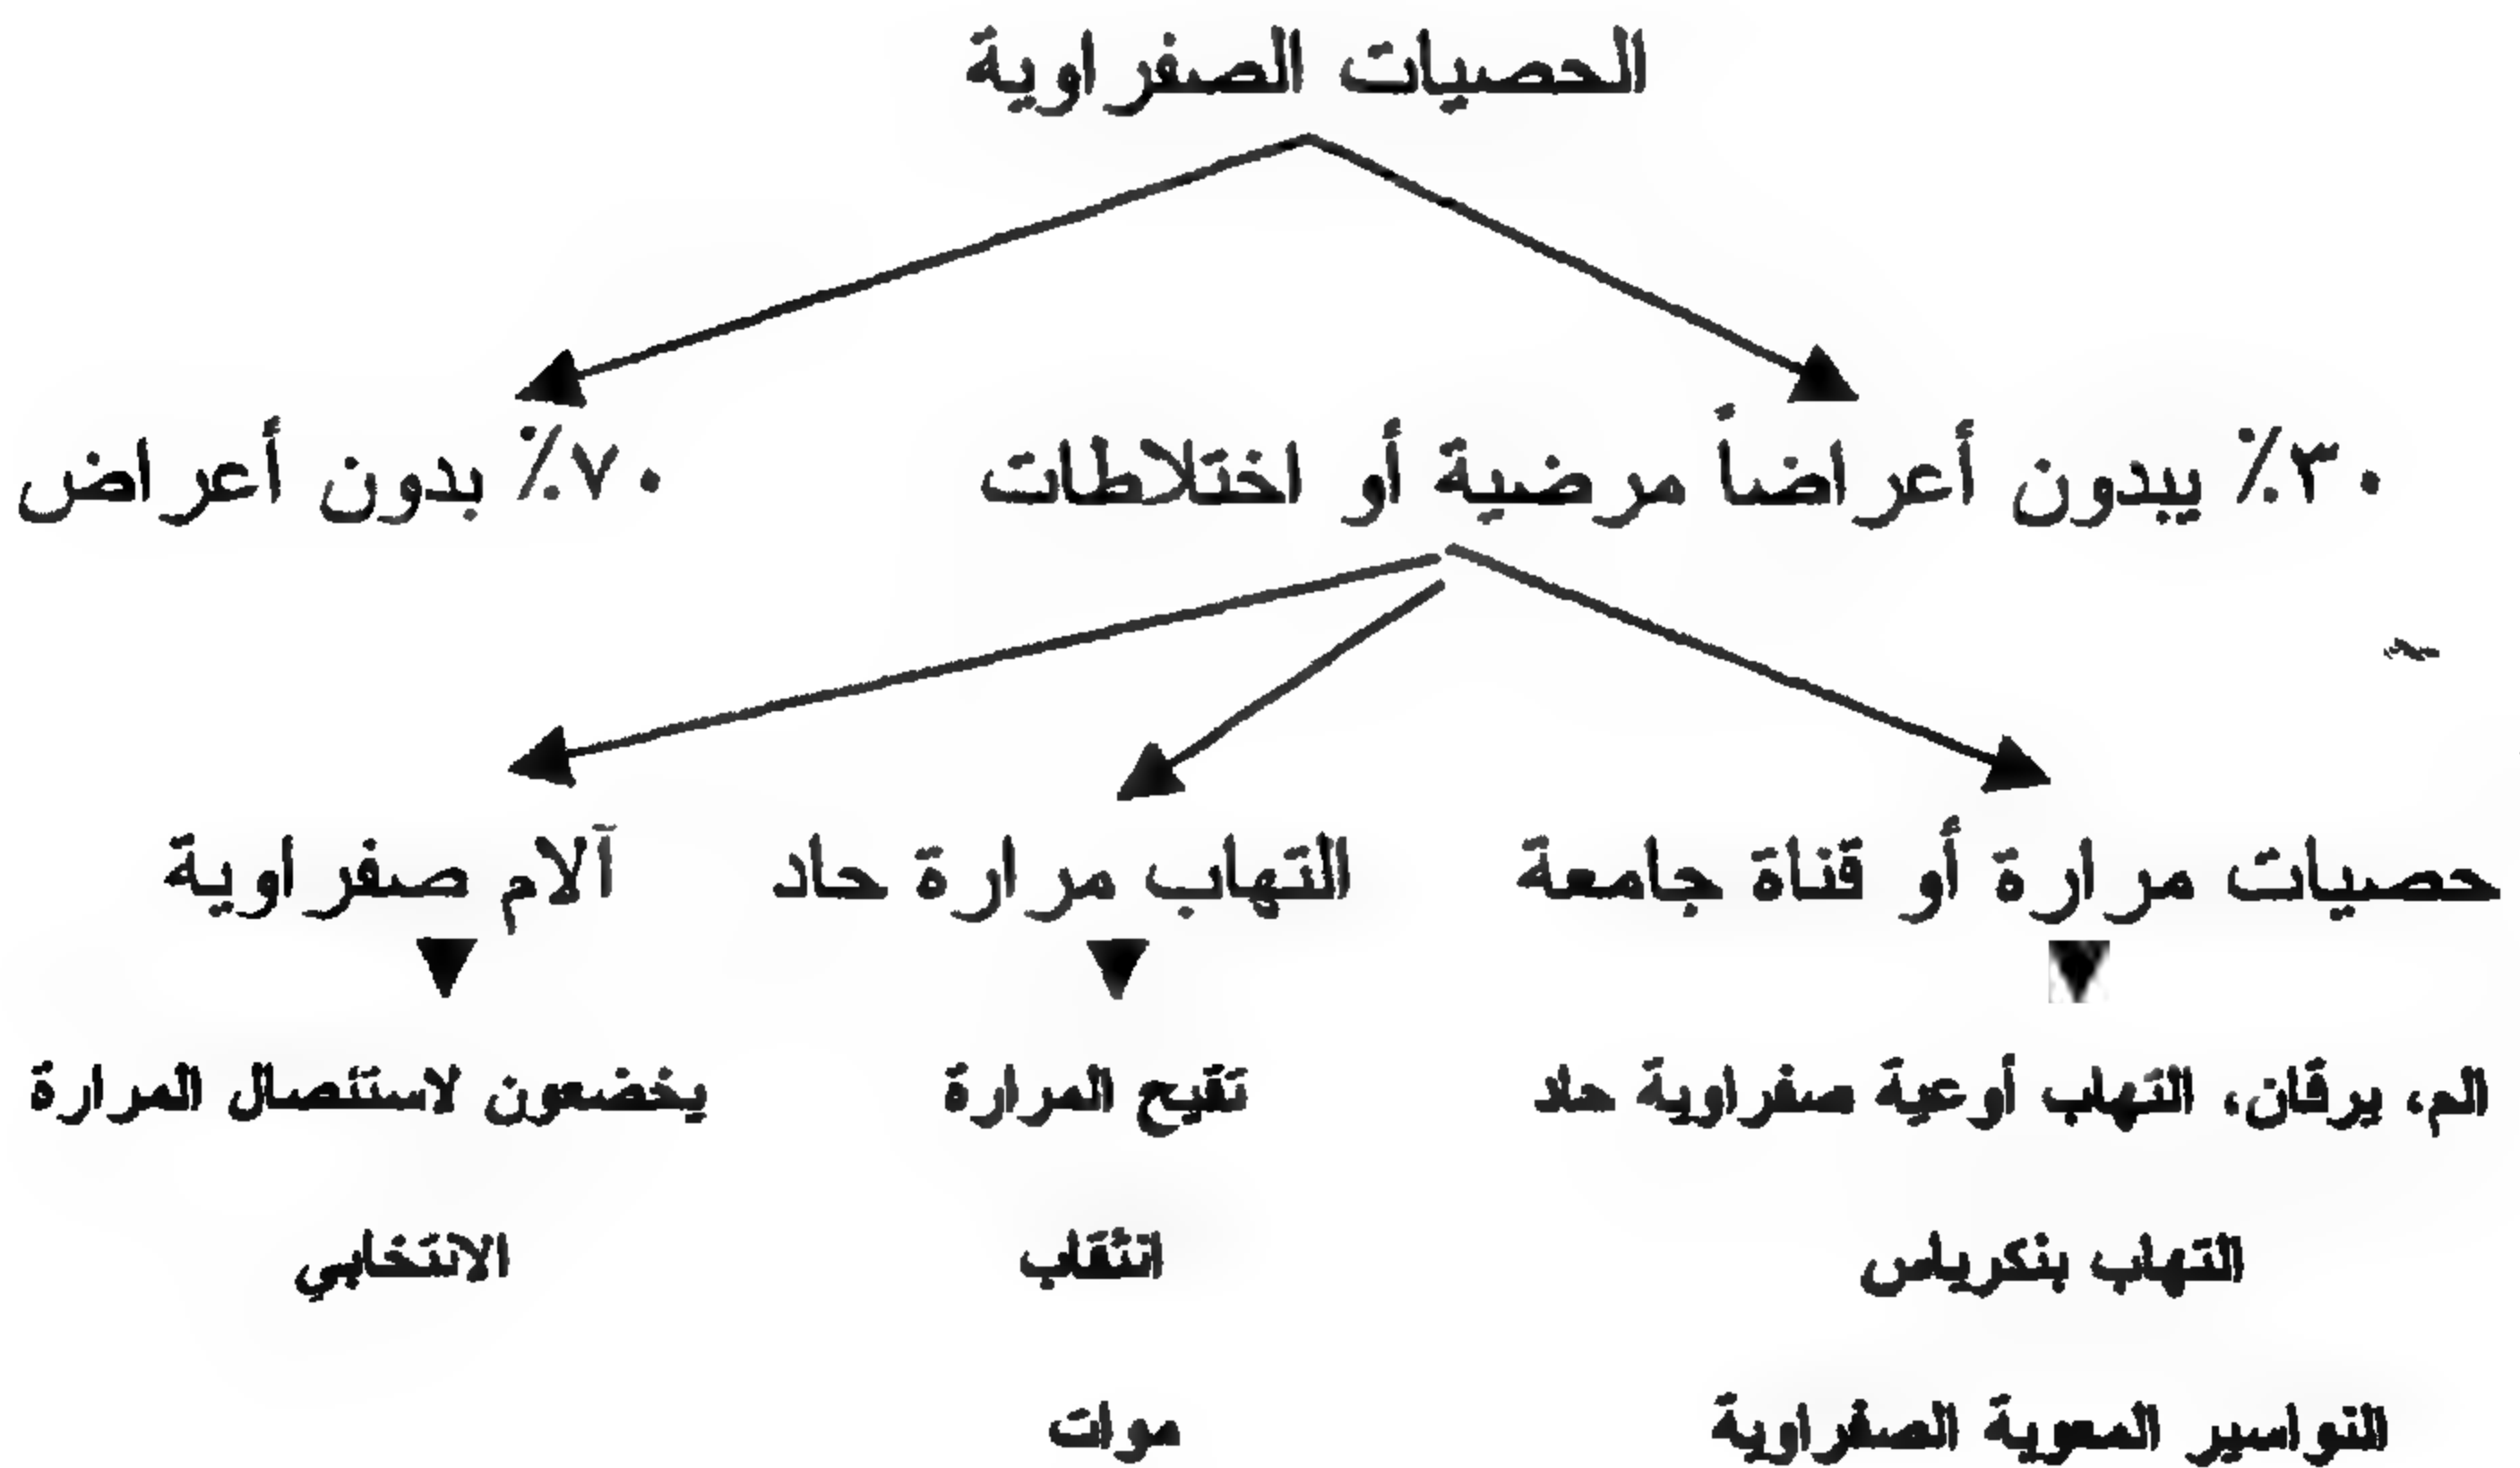 الحصيات الصفراوية
٣٠٪ يبدون أعراضاً مرضية أو اختلاطات
٧٠٪ بدون أعراض
حصيات مرارة أو قناة جامعة
التهاب مرارة حاد
آلام صفراوية
الم، يرقان، التهاب أوعية صفراوية حاد
تقيح المرارة
يخضعون لاستئصال المرارة
التهاب بنكرياس
انثقاب
الانتخابي
النواسير المعوية الصفراوية
موات